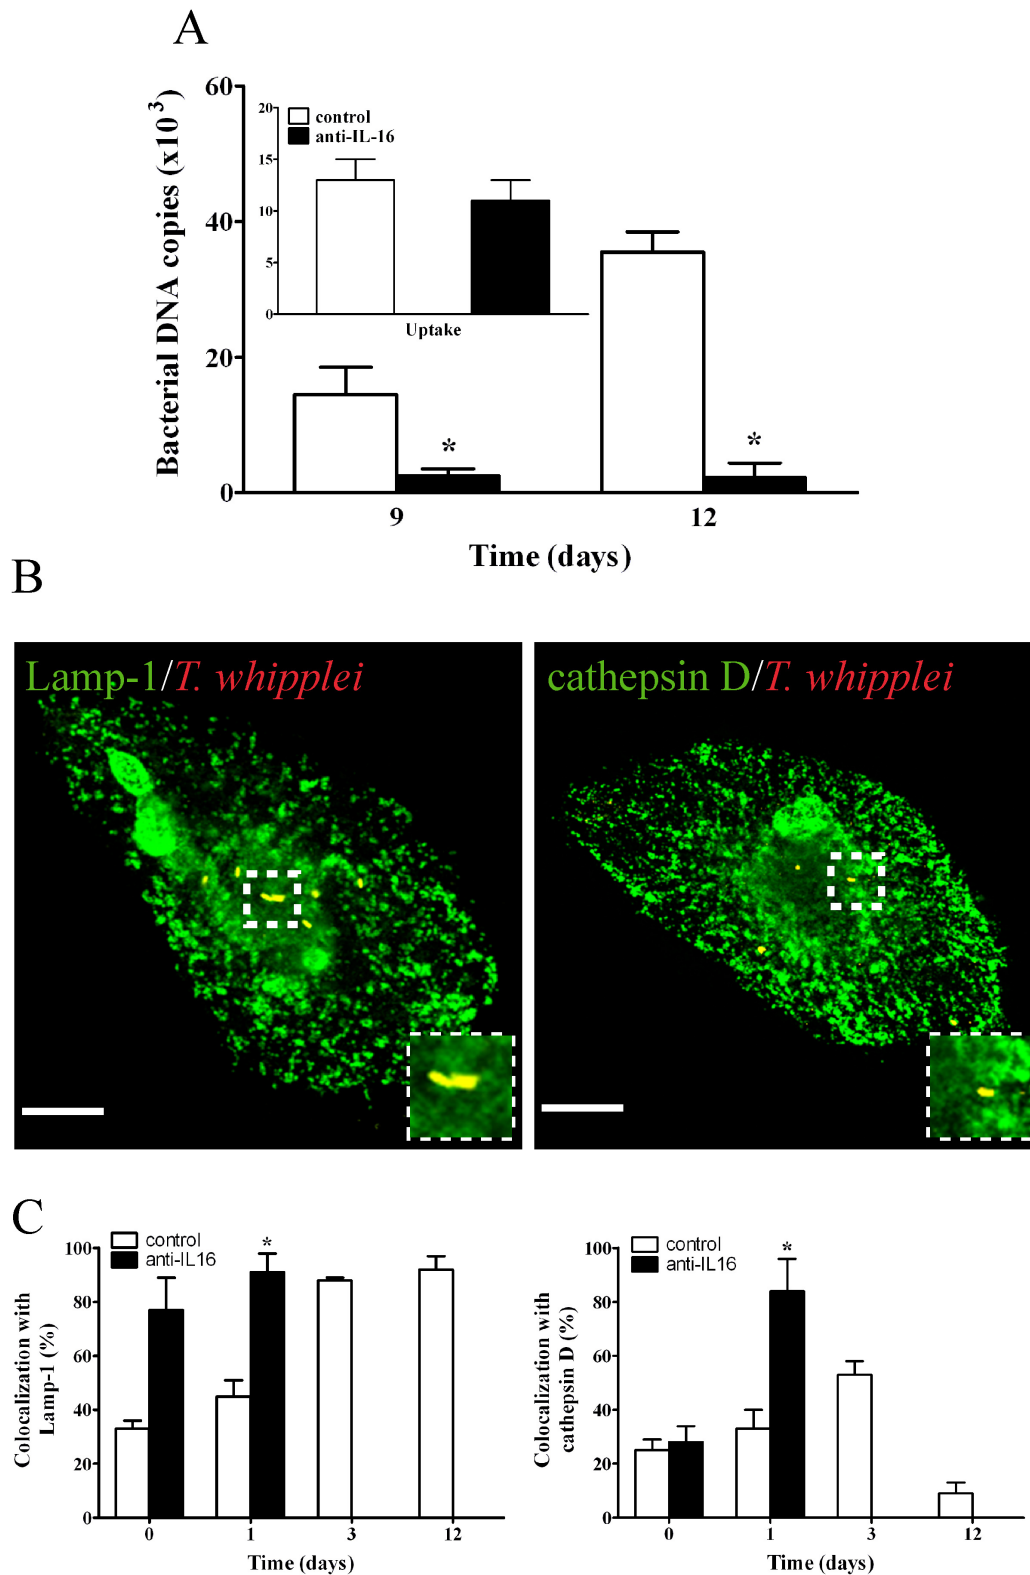 A
Bacterial DNA copies (x10³)
60
40
20
0
20
15
10
5
0
control
anti-IL-16
Uptake
*
*
9
12
Time (days)
B
Lamp-1/T. whipplei
cathepsin D/T. whipplei
C
Colocalization with
Lamp-1 (%)
100
80
60
40
20
0
control
anti-IL16
*
0
1
3
12
Time (days)
Colocalization with
cathepsin D (%)
100
80
60
40
20
0
control
anti-IL16
*
0
1
3
12
Time (days)